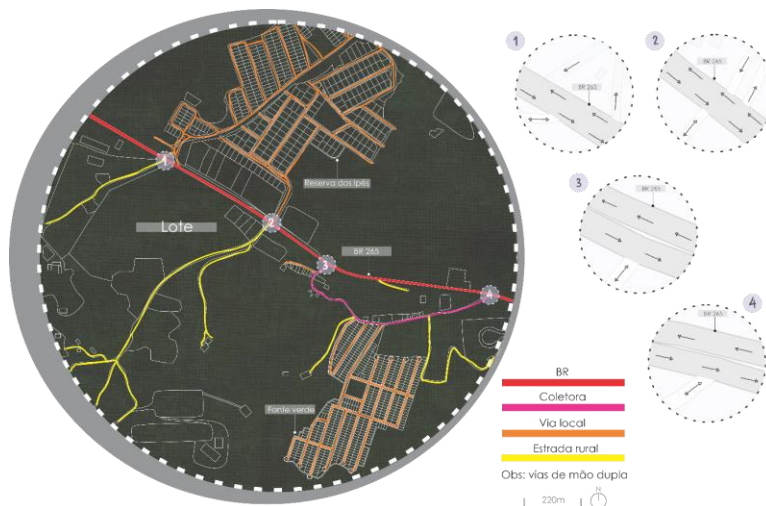 1
2
3
4
Reserva dos ipês
Lote
BR 265
Fonte verde
1
BR 265
2
BR 265
3
BR 265
4
BR 265
BR
Coletora
Via local
Estrada rural
Obs: vias de mão dupla
220m
N